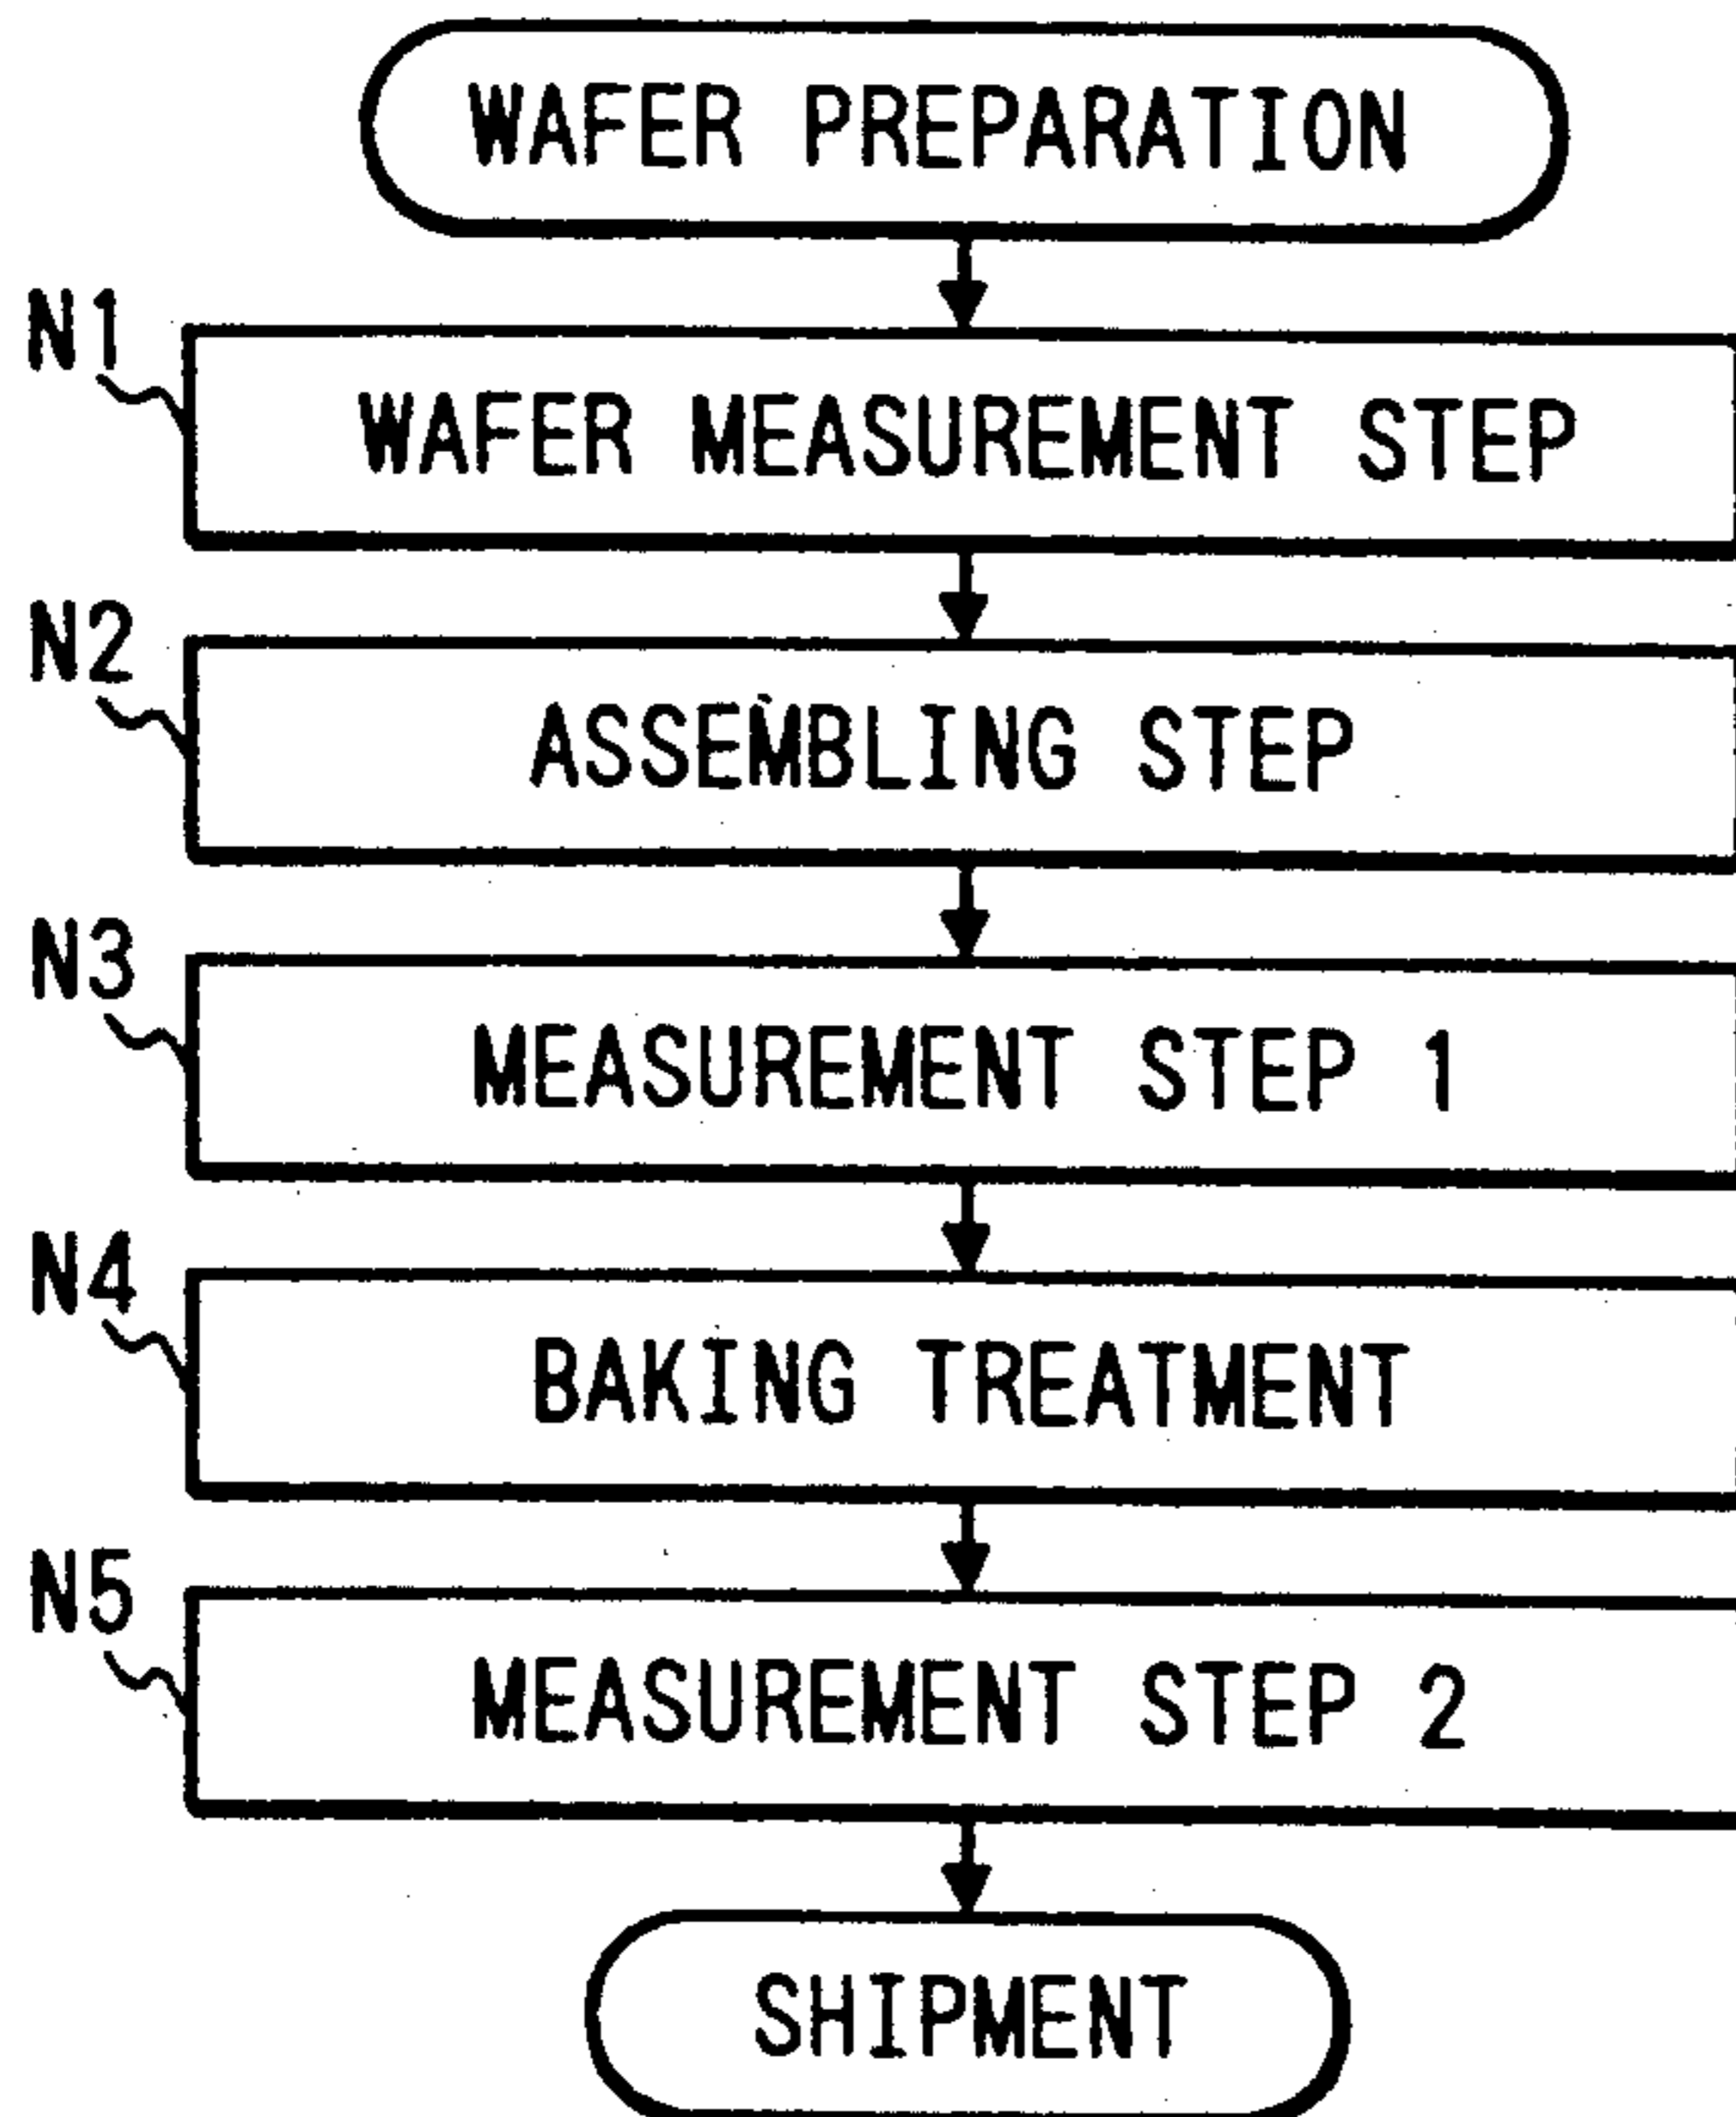 WAFER PREPARATION
N1
WAFER MEASUREMENT STEP
N2
ASSEMBLING STEP
N3
MEASUREMENT STEP 1
N4
BAKING TREATMENT
N5
MEASUREMENT STEP 2
SHIPMENT